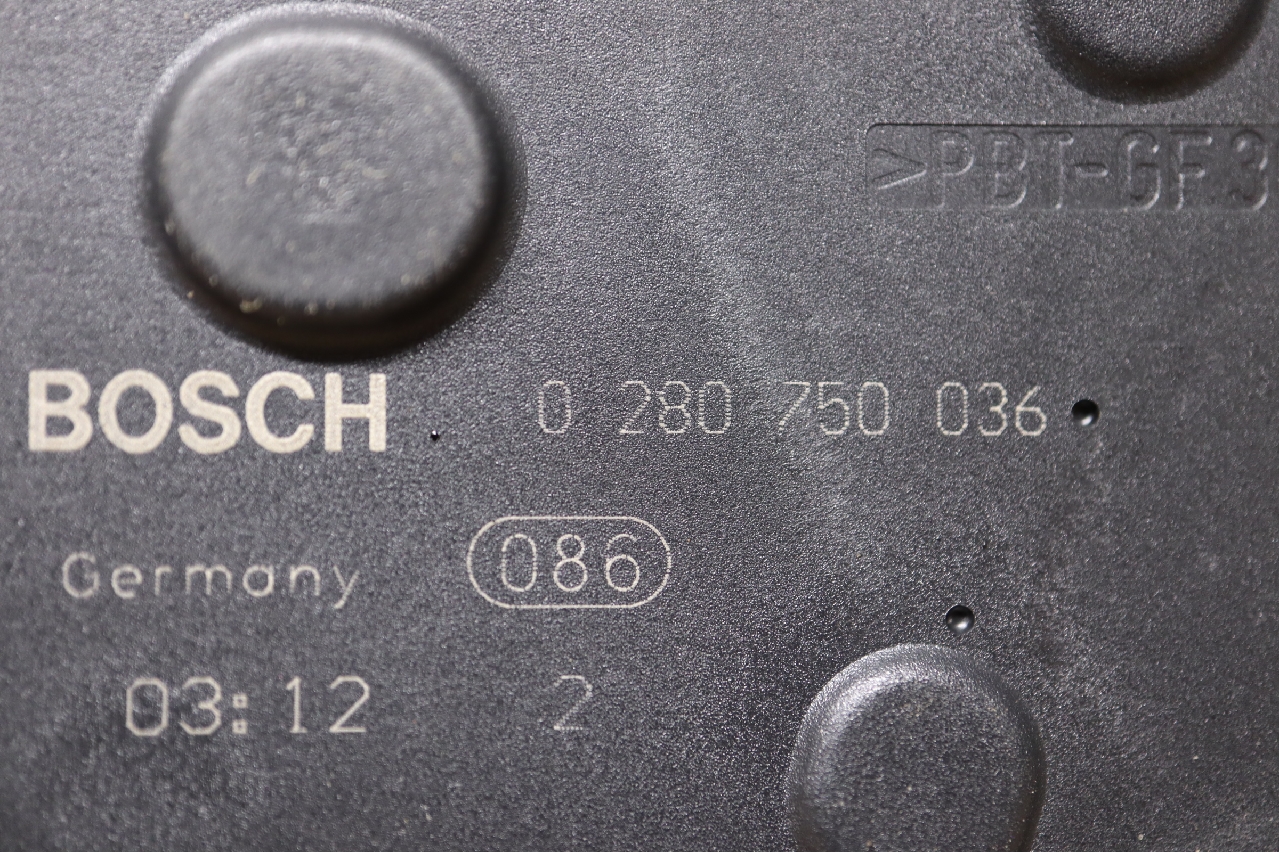 >PBT-GF3
BOSCH 0 280 750 036
Germany 086
03:12 2